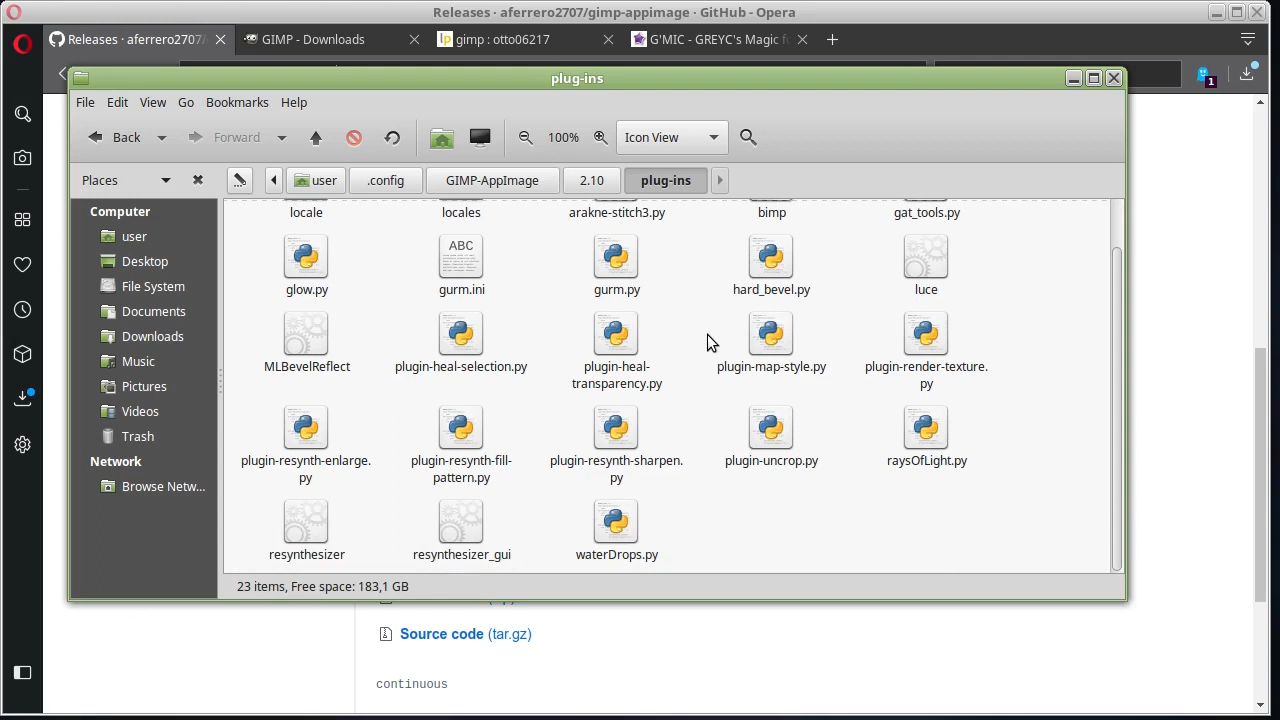 Releases · aferrero2707/gimp-appimage · GitHub - Opera
Releases · aferrero2707/
GIMP - Downloads
gimp : otto06217
G'MIC - GREYC's Magic f
plug-ins
1
File Edit View Go Bookmarks Help
Back Forward 100% Icon View
Places
user .config GIMP-AppImage 2.10 plug-ins
Computer
user
Desktop
File System
Documents
Downloads
Music
Pictures
Videos
Trash
Network
Browse Netw...
locale locales arakne-stitch3.py bimp gat_tools.py
ABC
glow.py gurm.ini gurm.py hard_bevel.py luce
MLBevelReflect plugin-heal-selection.py plugin-heal-transparency.py plugin-map-style.py plugin-render-texture.py
plugin-resynth-enlarge.py plugin-resynth-fill-pattern.py plugin-resynth-sharpen.py plugin-uncrop.py raysOfLight.py
resynthesizer resynthesizer_gui waterDrops.py
23 items, Free space: 183,1 GB
Source code (tar.gz)
continuous